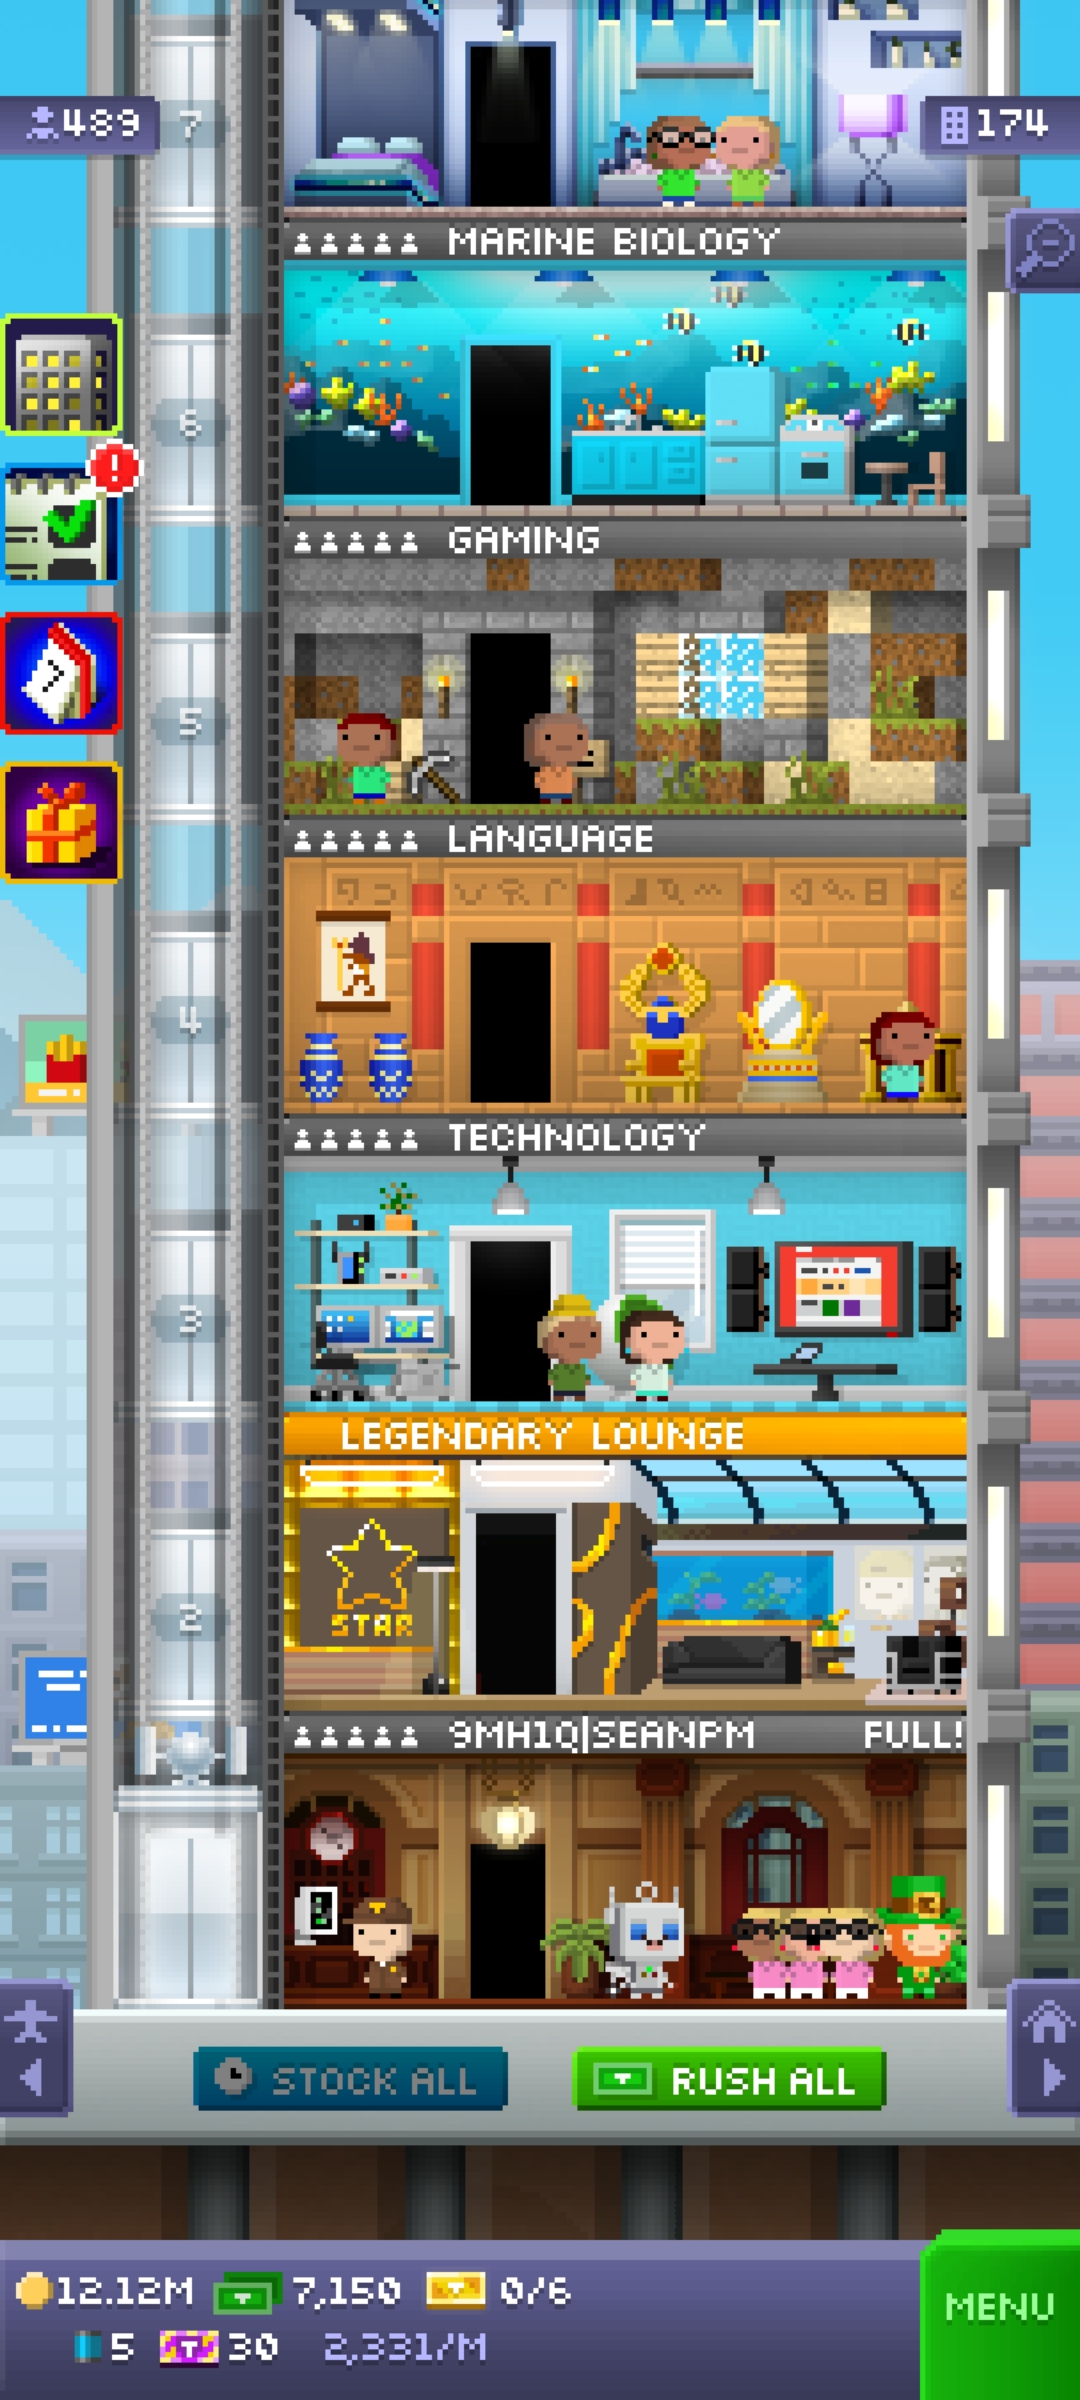 489
7
174
MARINE BIOLOGY
6
GAMING
5
LANGUAGE
4
TECHNOLOGY
3
LEGENDARY LOUNGE
STAR
2
9MH1Q|SEANPM FULL!
STOCK ALL
RUSH ALL
12.12M 7,150 0/6
5 30 2,331/M
MENU